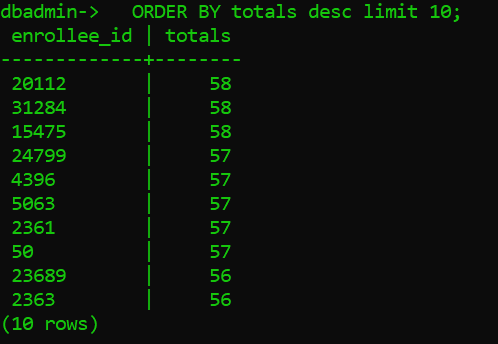 dbadmin->   ORDER BY totals desc limit 10;
 enrollee_id | totals
-------------+--------
 20112       |     58
 31284       |     58
 15475       |     58
 24799       |     57
 4396        |     57
 5063        |     57
 2361        |     57
 50          |     57
 23689       |     56
 2363        |     56
(10 rows)